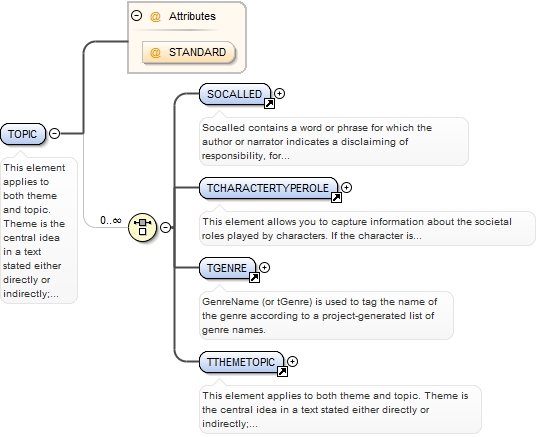 Attributes
@ STANDARD
SOCALLED
Socalled contains a word or phrase for which the
author or narrator indicates a disclaiming of
responsibility, for...
TOPIC
This element
applies to
both theme
and topic.
Theme is the
central idea
in a text
stated either
directly or
indirectly;...
0..∞
TCHARACTERTYPEROLE
This element allows you to capture information about the societal
roles played by characters. If the character is...
TGENRE
GenreName (or tGenre) is used to tag the name of
the genre according to a project-generated list of
genre names.
TTHEMETOPIC
This element applies to both theme and topic. Theme is
the central idea in a text stated either directly or
indirectly;...